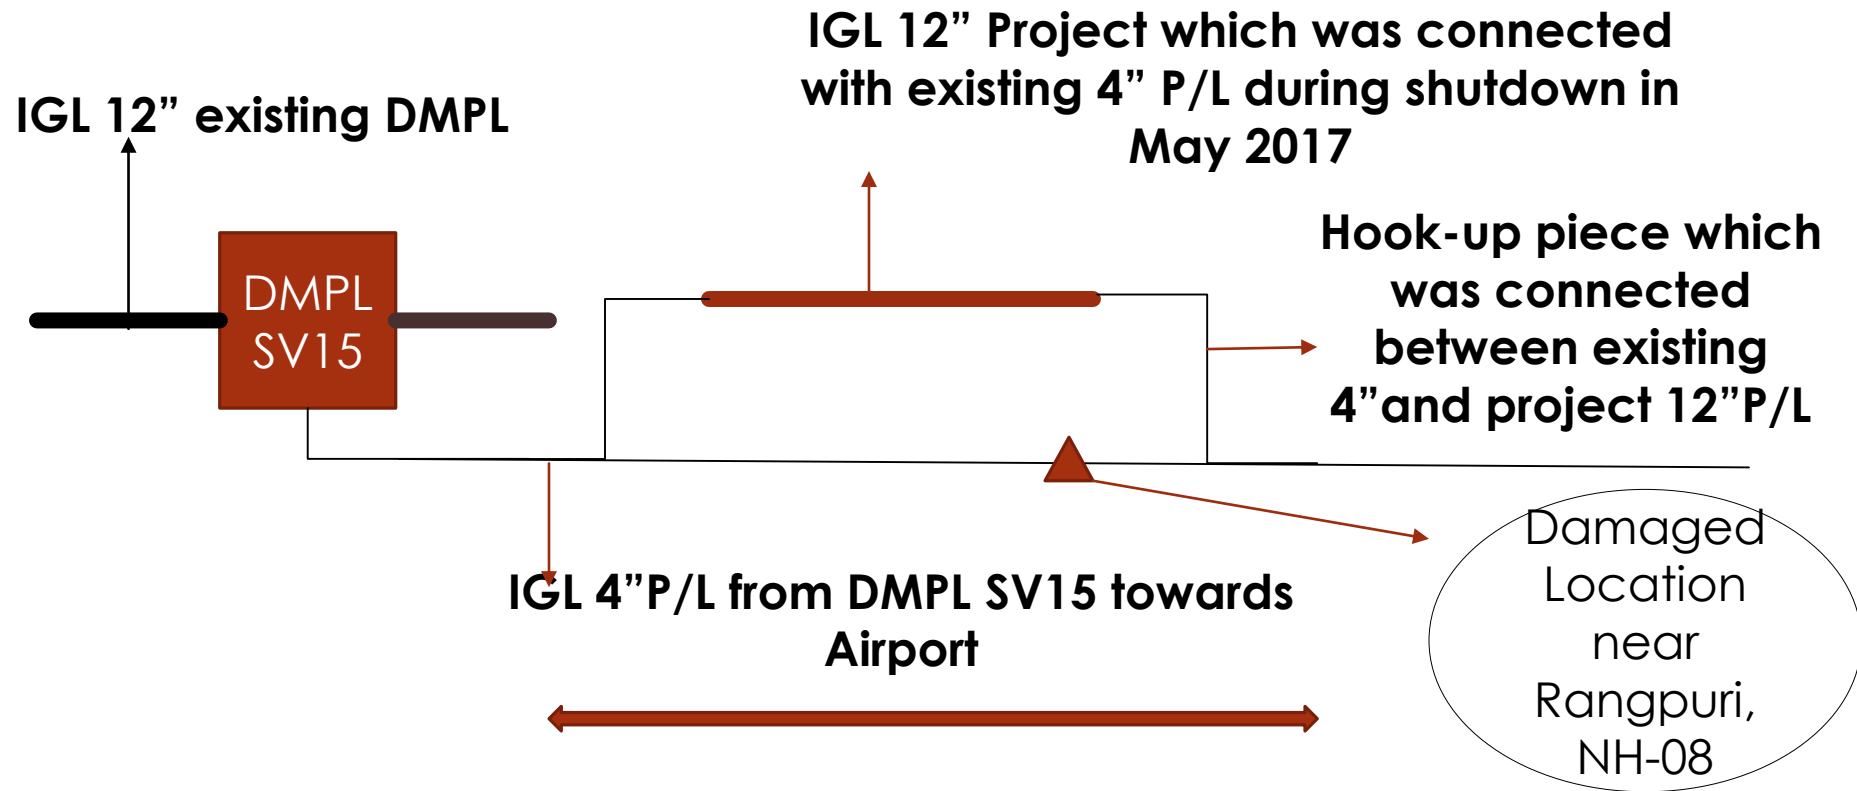 IGL 12” Project which was connected
with existing 4” P/L during shutdown in
May 2017
IGL 12” existing DMPL
Hook-up piece which
was connected
between existing
4”and project 12”P/L
DMPL
SV15
IGL 4”P/L from DMPL SV15 towards
Airport
Damaged
Location
near
Rangpuri,
NH-08